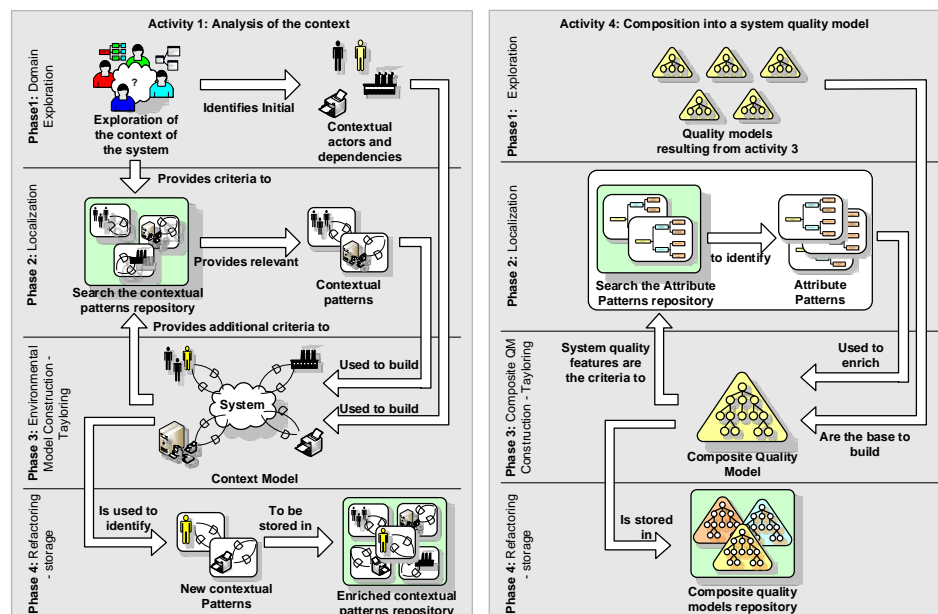 Activity 1: Analysis of the context
Phase1: Domain
Exploration
?
Exploration of
the context of
the system
Identifies Initial
Contextual
actors and
dependencies
Provides criteria to
Phase 2: Localization
Search the contextual
patterns repository
Provides relevant
Contextual
patterns
Provides additional criteria to
Phase 3: Environmental
Model Construction -
Tayloring
System
Used to build
Used to build
Context Model
Phase 4: Refactoring
- storage
Is used to
identify
To be
stored in
New contextual
Patterns
Enriched contextual
patterns repository
Activity 4: Composition into a system quality model
Phase1: Exploration
Quality models
resulting from activity 3
Phase 2: Localization
Search the Attribute
Patterns repository
to identify
Attribute
Patterns
Phase 3: Composite QM
Construction - Tayloring
System quality
features are
the criteria to
Used to
enrich
Composite Quality
Model
Are the base to
build
Phase 4: Refactoring
- storage
Is stored
in
Composite quality
models repository